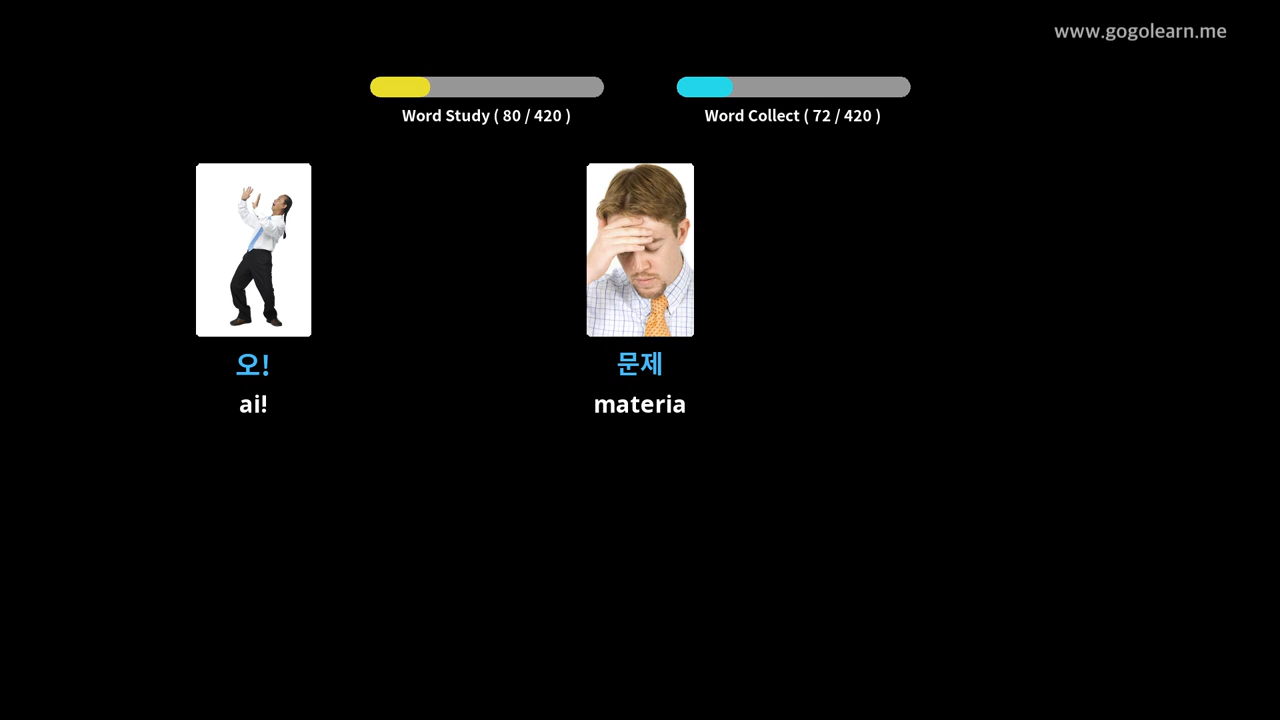 www.gogolearn.me
Word Study ( 80 / 420 )
Word Collect ( 72 / 420 )
오!
ai!
문제
materia